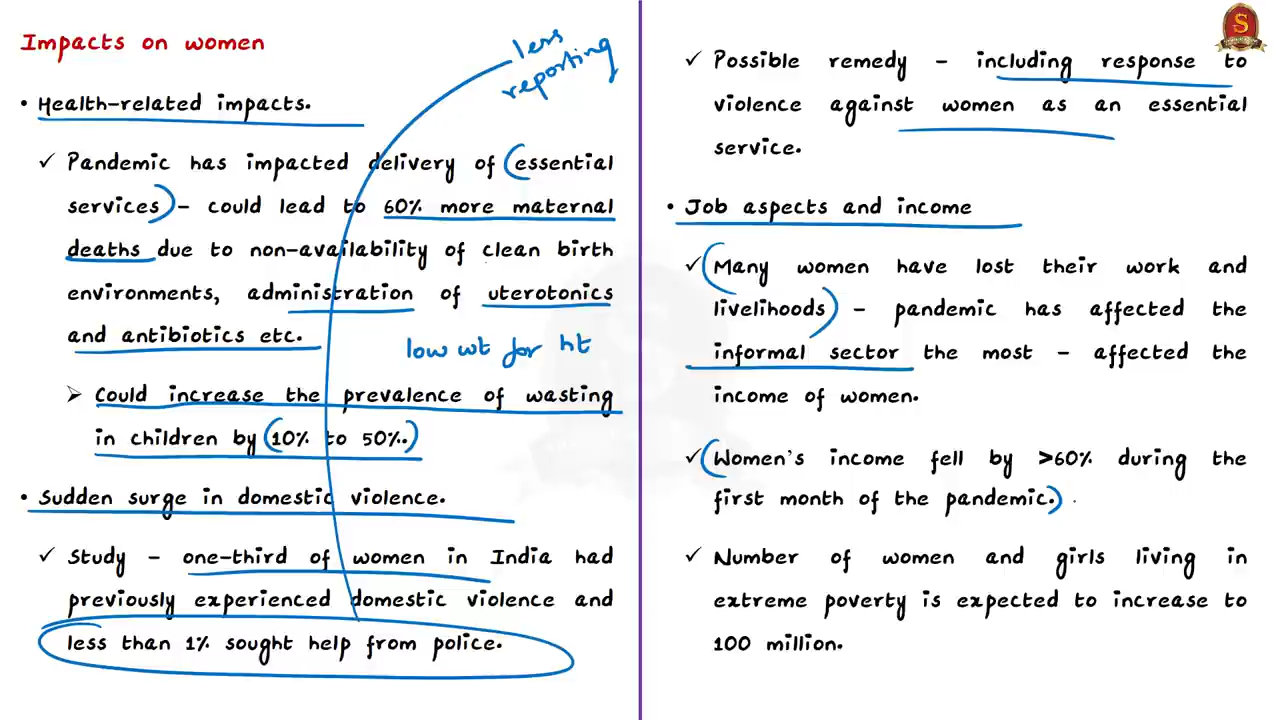 Impacts on women
less
reporting
• Health-related impacts.
✓ Pandemic has impacted delivery of essential
services - could lead to 60% more maternal
deaths due to non-availability of clean birth
environments, administration of uterotonics
and antibiotics etc.
low wt for ht
➢ Could increase the prevalence of wasting
in children by 10% to 50%.
• Sudden surge in domestic violence.
✓ Study - one-third of women in India had
previously experienced domestic violence and
less than 1% sought help from police.
S
✓ Possible remedy - including response to
violence against women as an essential
service.
• Job aspects and income
✓ Many women have lost their work and
livelihoods - pandemic has affected the
informal sector the most - affected the
income of women.
✓ Women's income fell by >60% during the
first month of the pandemic.
✓ Number of women and girls living in
extreme poverty is expected to increase to
100 million.